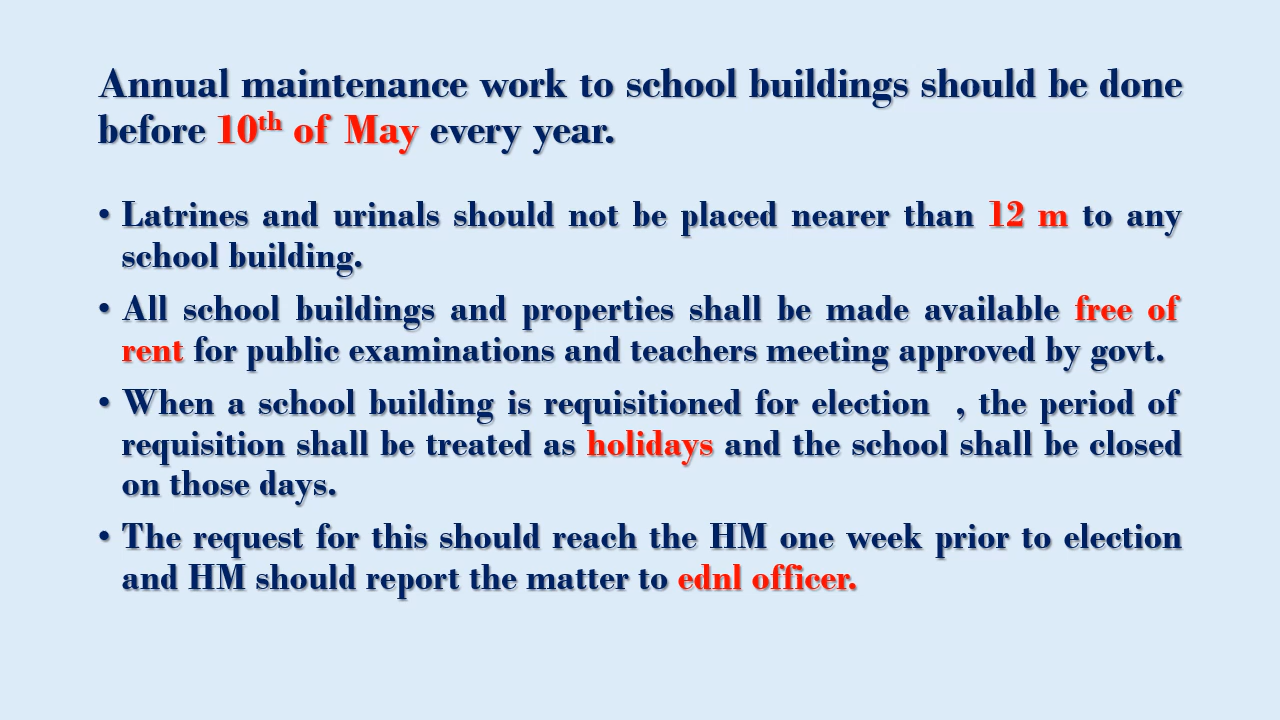 Annual maintenance work to school buildings should be done
before 10th of May every year.
• Latrines and urinals should not be placed nearer than 12 m to any
school building.
• All school buildings and properties shall be made available free of
rent for public examinations and teachers meeting approved by govt.
• When a school building is requisitioned for election , the period of
requisition shall be treated as holidays and the school shall be closed
on those days.
• The request for this should reach the HM one week prior to election
and HM should report the matter to ednl officer.